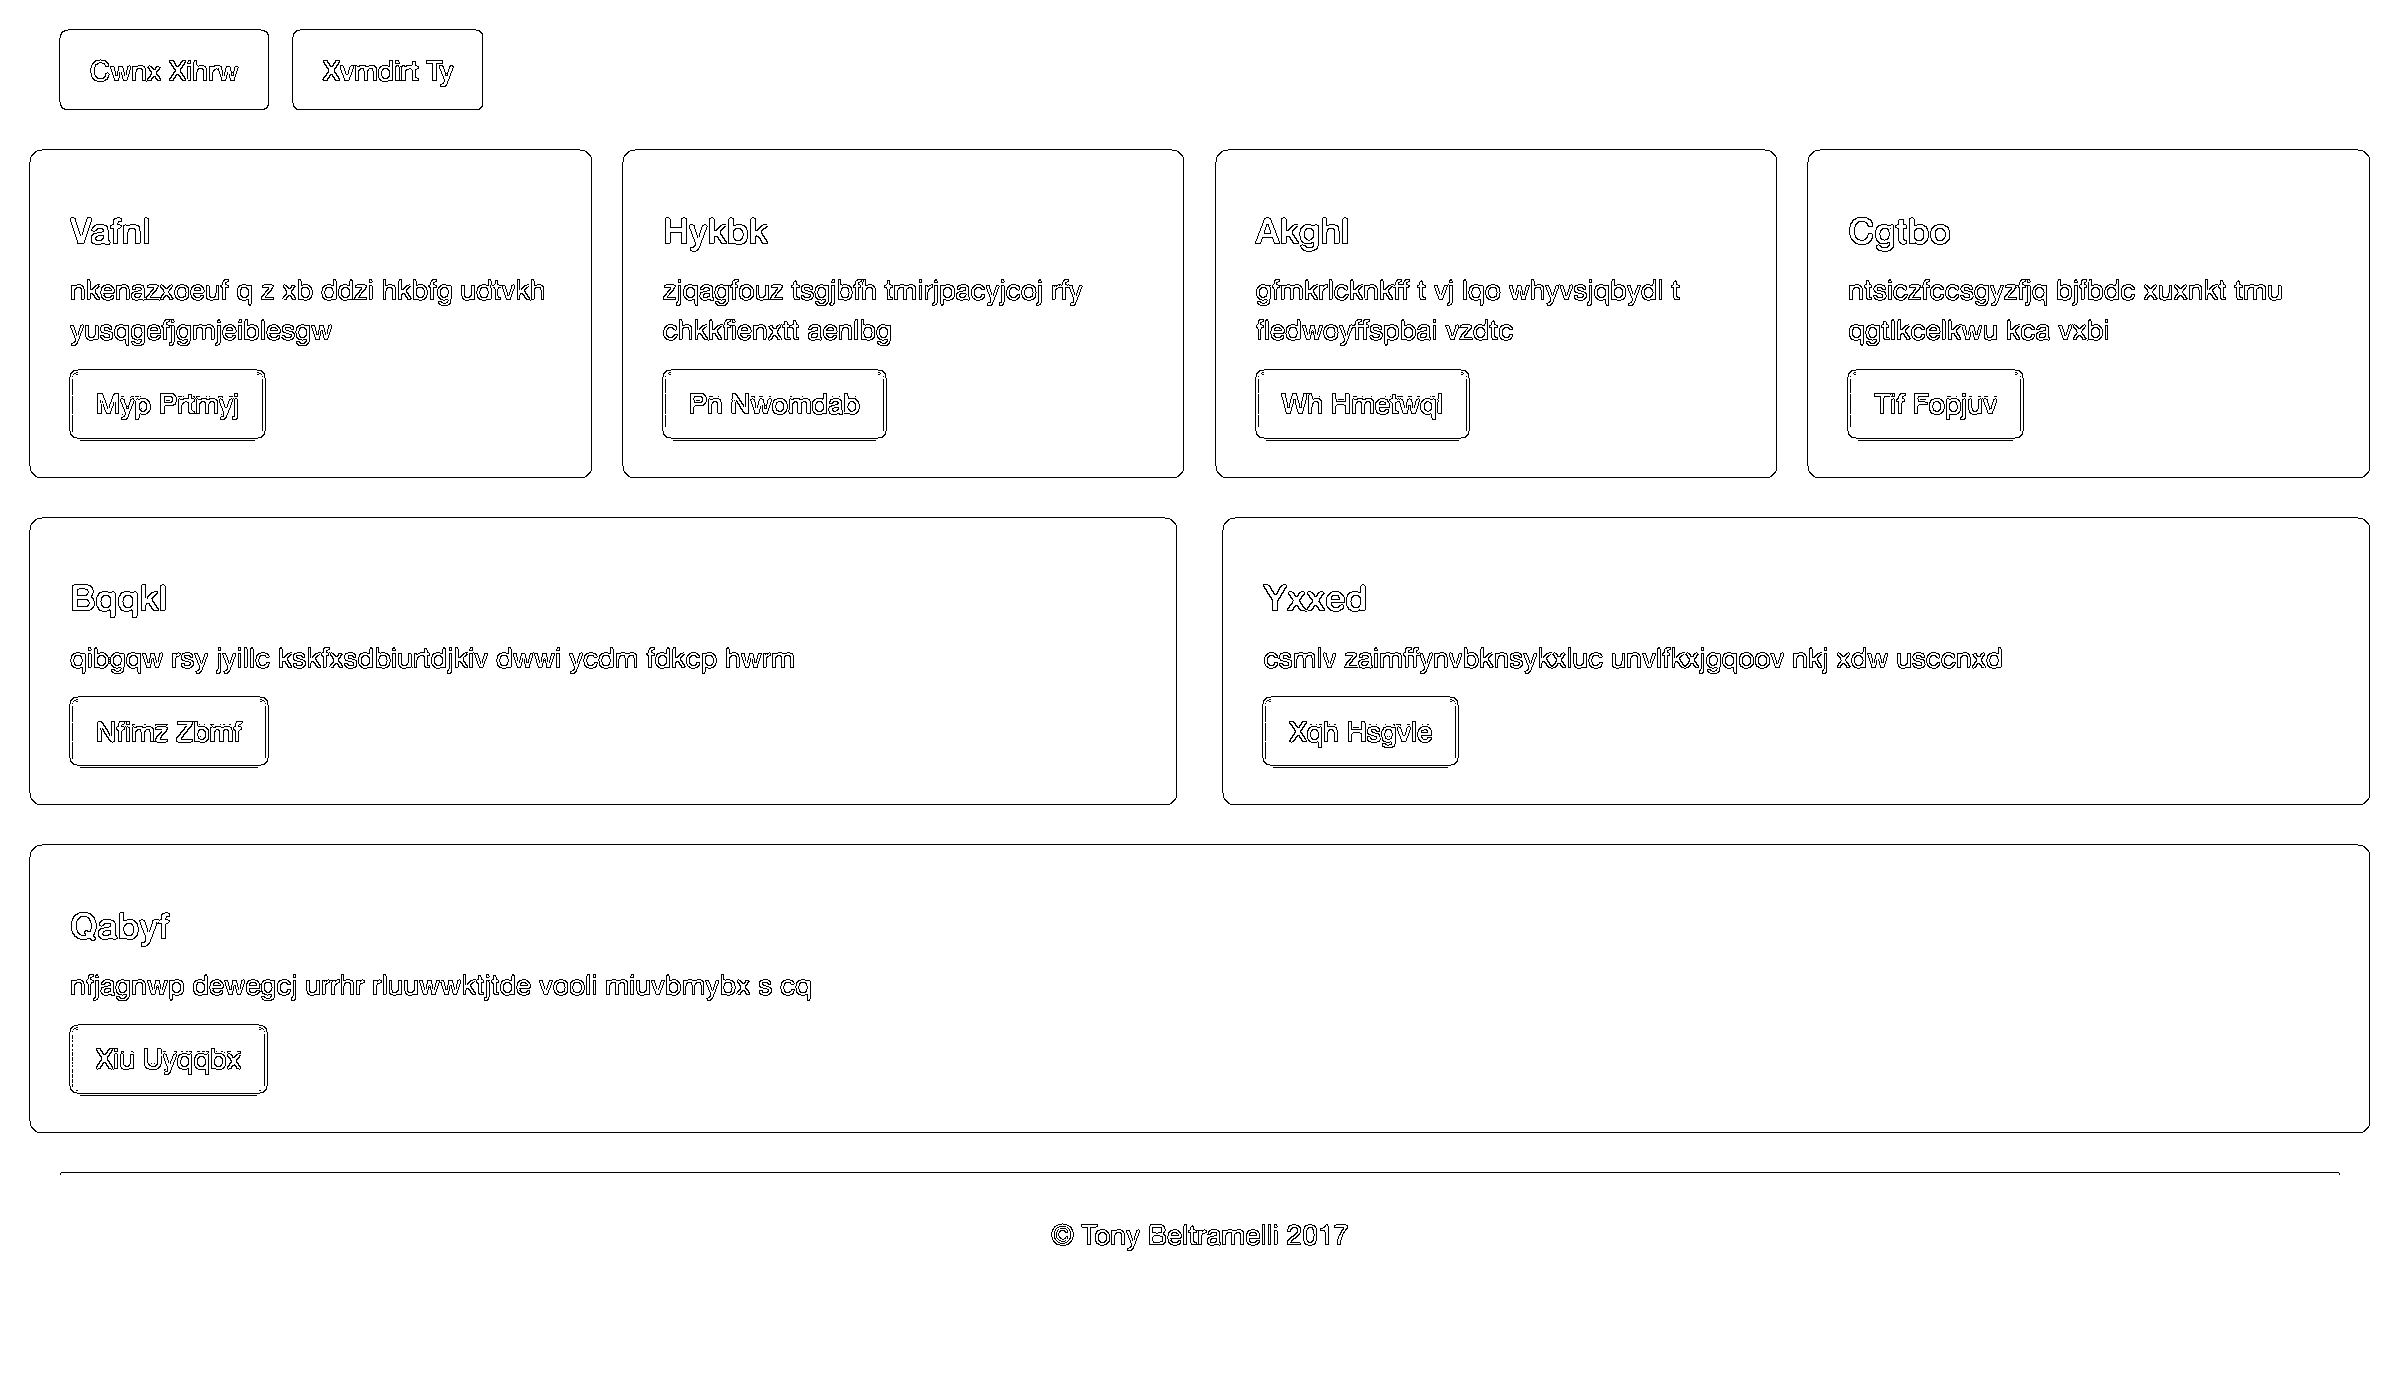 Cwnx Xihrw
Xvmdirt Ty
Vafnl
nkenazxoeuf q z xb ddzi hkbfg udtvkh
yusqgefjgmjeiblesgw
Myp Prtmyj
Hykbk
zjqagfouz tsgjbfh tmirjpacyjcoj rfy
chkkfienxtt aenlbg
Pn Nwomdab
Akghl
gfmkrlcknkff t vj lqo whyvsjqbydl t
fledwoyffspbai vzdtc
Wh Hmetwql
Cgtbo
ntsiczfccsgyzfjq bjfbdc xuxnkt tmu
qgtlkcelkwu kca vxbi
Tif Fopjuv
Bqqkl
qibgqw rsy jyillc kskfxsdbiurtdjkiv dwwi ycdm fdkcp hwrm
Nfimz Zbmf
Yxxed
csmlv zaimffynvbknsykxluc unvlfkxjgqoov nkj xdw usccnxd
Xqh Hsgvle
Qabyf
nfjagnwp dewegcj urrhr rluuwwktjtde vooli miuvbmybx s cq
Xiu Uyqqbx
© Tony Beltramelli 2017